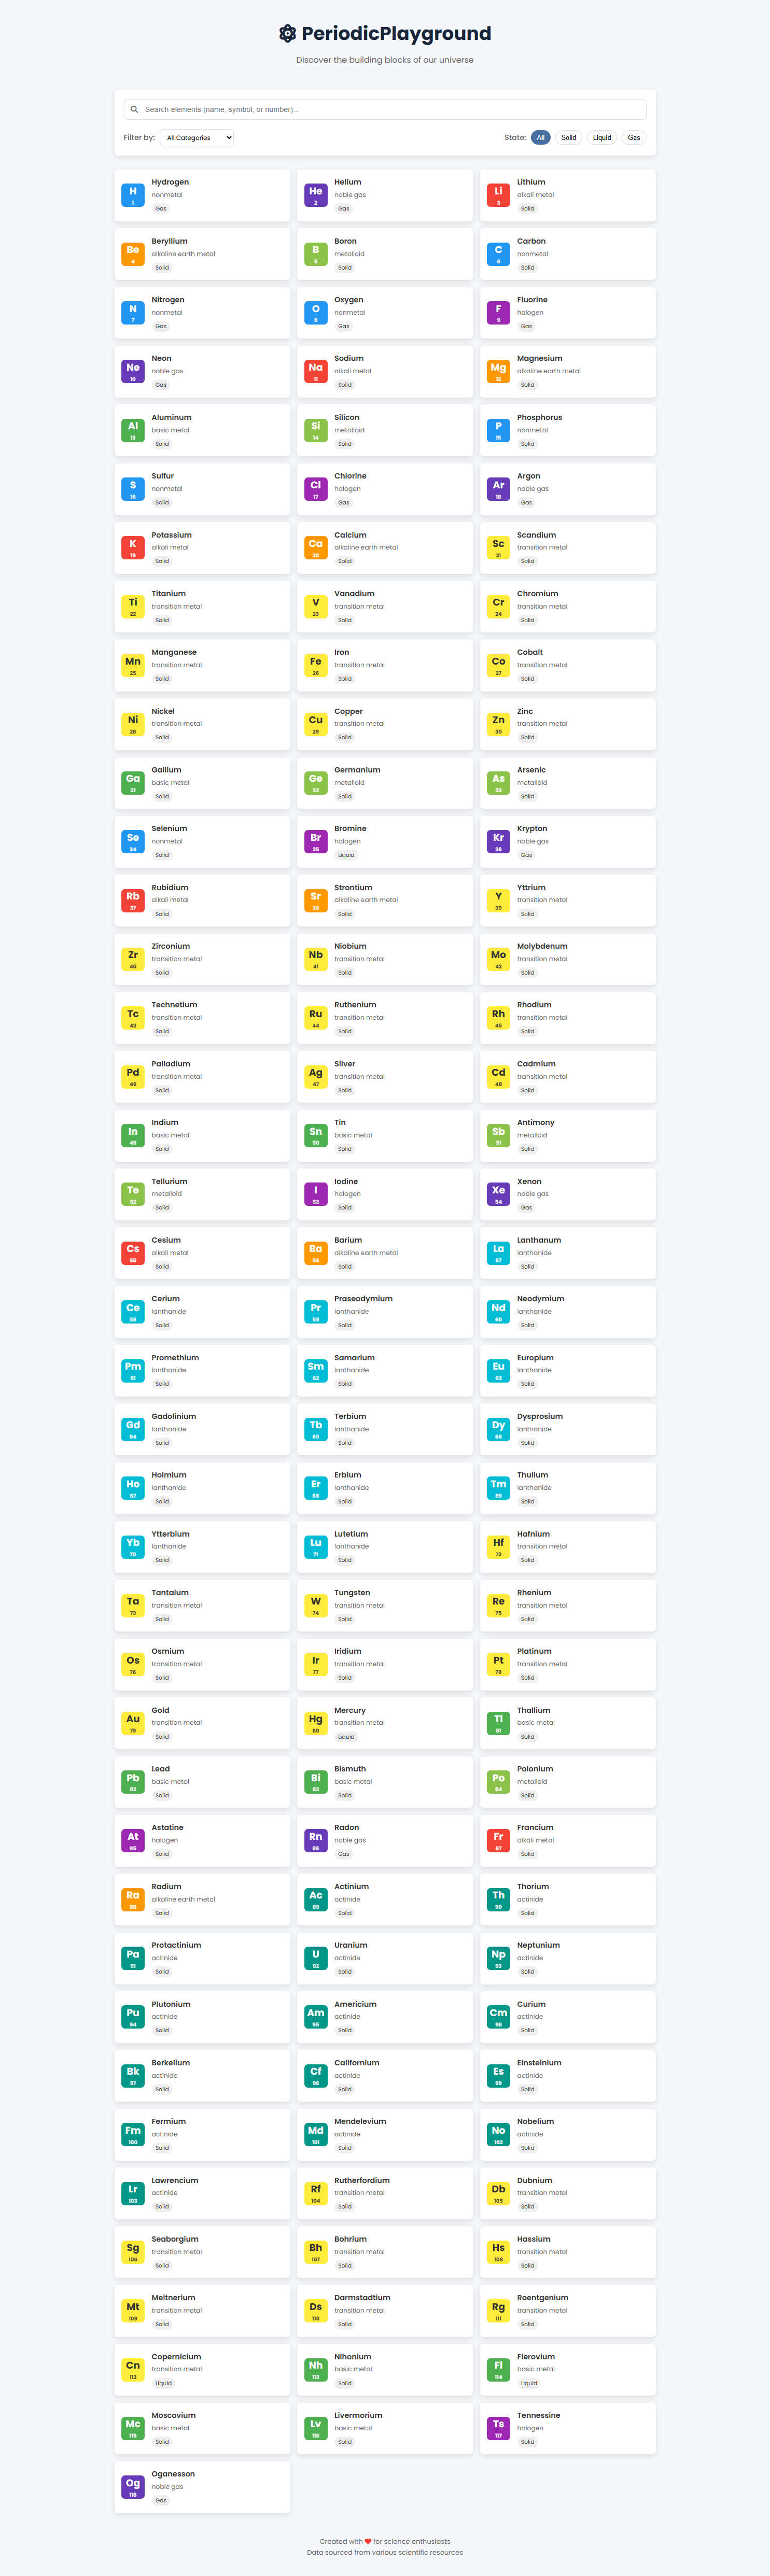 PeriodicPlayground
Discover the building blocks of our universe
Search elements (name, symbol, or number)...
Filter by: All Categories State: All Solid Liquid Gas
H 1 Hydrogen nonmetal Gas
He 2 Helium noble gas Gas
Li 3 Lithium alkali metal Solid
Be 4 Beryllium alkaline earth metal Solid
B 5 Boron metalloid Solid
C 6 Carbon nonmetal Solid
N 7 Nitrogen nonmetal Gas
O 8 Oxygen nonmetal Gas
F 9 Fluorine halogen Gas
Ne 10 Neon noble gas Gas
Na 11 Sodium alkali metal Solid
Mg 12 Magnesium alkaline earth metal Solid
Al 13 Aluminum basic metal Solid
Si 14 Silicon metalloid Solid
P 15 Phosphorus nonmetal Solid
S 16 Sulfur nonmetal Solid
Cl 17 Chlorine halogen Gas
Ar 18 Argon noble gas Gas
K 19 Potassium alkali metal Solid
Ca 20 Calcium alkaline earth metal Solid
Sc 21 Scandium transition metal Solid
Ti 22 Titanium transition metal Solid
V 23 Vanadium transition metal Solid
Cr 24 Chromium transition metal Solid
Mn 25 Manganese transition metal Solid
Fe 26 Iron transition metal Solid
Co 27 Cobalt transition metal Solid
Ni 28 Nickel transition metal Solid
Cu 29 Copper transition metal Solid
Zn 30 Zinc transition metal Solid
Ga 31 Gallium basic metal Solid
Ge 32 Germanium metalloid Solid
As 33 Arsenic metalloid Solid
Se 34 Selenium nonmetal Solid
Br 35 Bromine halogen Liquid
Kr 36 Krypton noble gas Gas
Rb 37 Rubidium alkali metal Solid
Sr 38 Strontium alkaline earth metal Solid
Y 39 Yttrium transition metal Solid
Zr 40 Zirconium transition metal Solid
Nb 41 Niobium transition metal Solid
Mo 42 Molybdenum transition metal Solid
Tc 43 Technetium transition metal Solid
Ru 44 Ruthenium transition metal Solid
Rh 45 Rhodium transition metal Solid
Pd 46 Palladium transition metal Solid
Ag 47 Silver transition metal Solid
Cd 48 Cadmium transition metal Solid
In 49 Indium basic metal Solid
Sn 50 Tin basic metal Solid
Sb 51 Antimony metalloid Solid
Te 52 Tellurium metalloid Solid
I 53 Iodine halogen Solid
Xe 54 Xenon noble gas Gas
Cs 55 Cesium alkali metal Solid
Ba 56 Barium alkaline earth metal Solid
La 57 Lanthanum lanthanide Solid
Ce 58 Cerium lanthanide Solid
Pr 59 Praseodymium lanthanide Solid
Nd 60 Neodymium lanthanide Solid
Pm 61 Promethium lanthanide Solid
Sm 62 Samarium lanthanide Solid
Eu 63 Europium lanthanide Solid
Gd 64 Gadolinium lanthanide Solid
Tb 65 Terbium lanthanide Solid
Dy 66 Dysprosium lanthanide Solid
Ho 67 Holmium lanthanide Solid
Er 68 Erbium lanthanide Solid
Tm 69 Thulium lanthanide Solid
Yb 70 Ytterbium lanthanide Solid
Lu 71 Lutetium lanthanide Solid
Hf 72 Hafnium transition metal Solid
Ta 73 Tantalum transition metal Solid
W 74 Tungsten transition metal Solid
Re 75 Rhenium transition metal Solid
Os 76 Osmium transition metal Solid
Ir 77 Iridium transition metal Solid
Pt 78 Platinum transition metal Solid
Au 79 Gold transition metal Solid
Hg 80 Mercury transition metal Liquid
Tl 81 Thallium basic metal Solid
Pb 82 Lead basic metal Solid
Bi 83 Bismuth basic metal Solid
Po 84 Polonium metalloid Solid
At 85 Astatine halogen Solid
Rn 86 Radon noble gas Gas
Fr 87 Francium alkali metal Solid
Ra 88 Radium alkaline earth metal Solid
Ac 89 Actinium actinide Solid
Th 90 Thorium actinide Solid
Pa 91 Protactinium actinide Solid
U 92 Uranium actinide Solid
Np 93 Neptunium actinide Solid
Pu 94 Plutonium actinide Solid
Am 95 Americium actinide Solid
Cm 96 Curium actinide Solid
Bk 97 Berkelium actinide Solid
Cf 98 Californium actinide Solid
Es 99 Einsteinium actinide Solid
Fm 100 Fermium actinide Solid
Md 101 Mendelevium actinide Solid
No 102 Nobelium actinide Solid
Lr 103 Lawrencium actinide Solid
Rf 104 Rutherfordium transition metal Solid
Db 105 Dubnium transition metal Solid
Sg 106 Seaborgium transition metal Solid
Bh 107 Bohrium transition metal Solid
Hs 108 Hassium transition metal Solid
Mt 109 Meitnerium transition metal Solid
Ds 110 Darmstadtium transition metal Solid
Rg 111 Roentgenium transition metal Solid
Cn 112 Copernicium transition metal Liquid
Nh 113 Nihonium basic metal Solid
Fl 114 Flerovium basic metal Liquid
Mc 115 Moscovium basic metal Solid
Lv 116 Livermorium basic metal Solid
Ts 117 Tennessine halogen Solid
Og 118 Oganesson noble gas Gas
Created with ❤ for science enthusiasts
Data sourced from various scientific resources